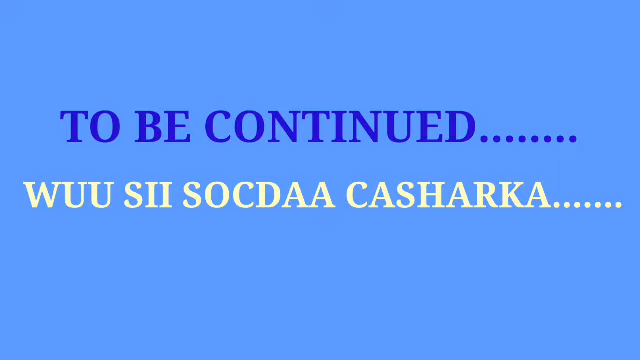 TO BE CONTINUED........
WUU SII SOCDAA CASHARKA.......